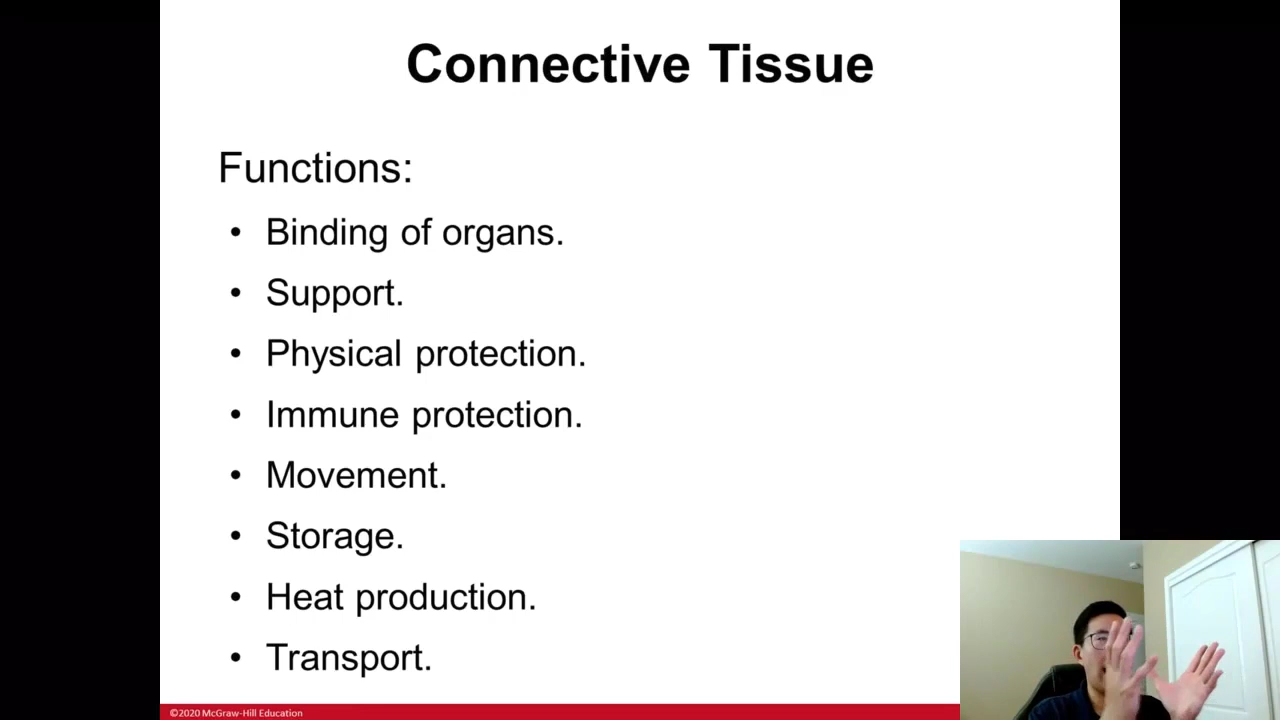 Connective Tissue
Functions:
• Binding of organs.
• Support.
• Physical protection.
• Immune protection.
• Movement.
• Storage.
• Heat production.
• Transport.
©2020 McGraw-Hill Education